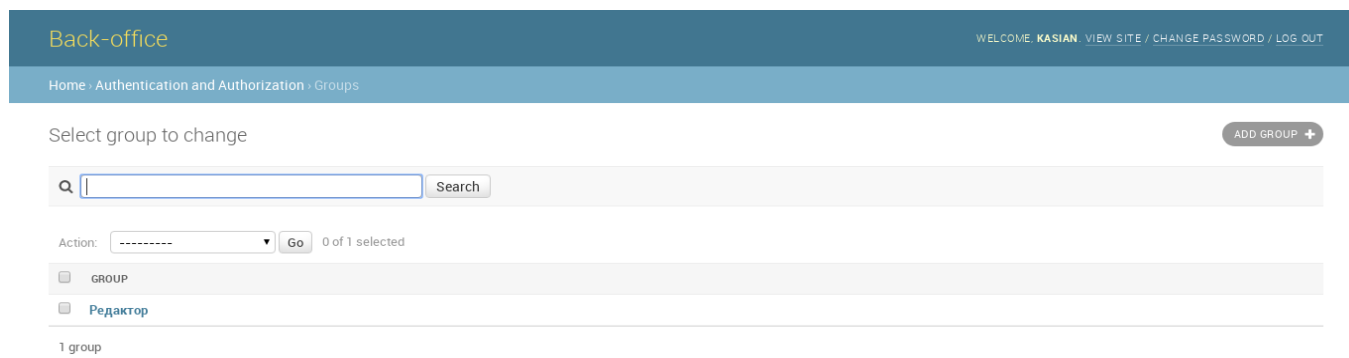 Back-office
WELCOME, KASIAN. VIEW SITE / CHANGE PASSWORD / LOG OUT
Home › Authentication and Authorization › Groups
Select group to change
ADD GROUP +
Search
Action: --------- Go 0 of 1 selected
GROUP
Редактор
1 group